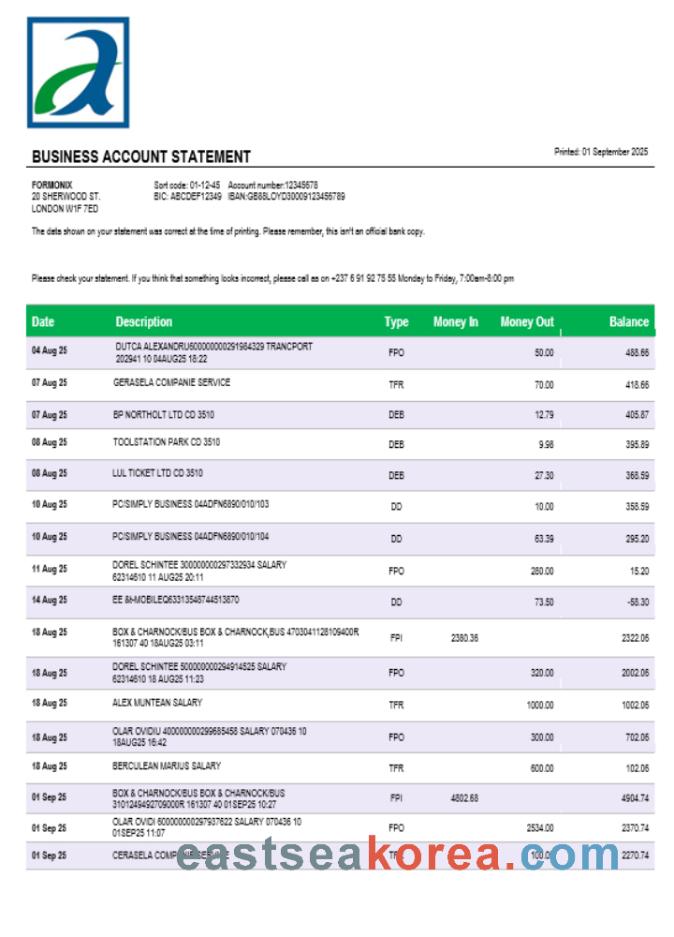 BUSINESS ACCOUNT STATEMENT
Printed: 01 September 2025
FORMONIX
20 SHERWOOD ST.
LONDON W1F 7ED
Sort code: 01-12-45 Account number:12345678
BIC: ABCDEF12349 IBAN:GB88LOYD30009123456789
The data shown on your statement was correct at the time of printing. Please remember, this isn't an official bank copy.
Please check your statement. If you think that something looks incorrect, please call as on +237 6 91 92 75 55 Monday to Friday, 7:00am-8:00 pm
Date Description Type Money In Money Out Balance
04 Aug 25 DUTCA ALEXANDRU600000000291984329 TRANCPORT FPO 50.00 488.66
202941 10 04AUG25 18:22
07 Aug 25 GERASELA COMPANIE SERVICE TFR 70.00 418.66
07 Aug 25 BP NORTHOLT LTD CD 3510 DEB 12.79 405.87
08 Aug 25 TOOLSTATION PARK CD 3510 DEB 9.98 395.89
08 Aug 25 LUL TICKET LTD CD 3510 DEB 27.30 368.59
10 Aug 25 PC/SIMPLY BUSINESS 04ADFN6890/010/103 DD 10.00 358.59
10 Aug 25 PC/SIMPLY BUSINESS 04ADFN6890/010/104 DD 63.39 295.20
11 Aug 25 DOREL SCHINTEE 300000000297332934 SALARY FPO 280.00 15.20
62314610 11 AUG25 20:11
14 Aug 25 EE &t-MOBILEQ63313548744513870 DD 73.50 -58.30
18 Aug 25 BOX & CHARNOCK/BUS BOX & CHARNOCK,BUS 4703041128109400R FPI 2380.36 2322.06
161307 40 18AUG25 03:11
18 Aug 25 DOREL SCHINTEE 500000000294914525 SALARY FPO 320.00 2002.06
62314610 18 AUG25 11:23
18 Aug 25 ALEX MUNTEAN SALARY TFR 1000.00 1002.06
18 Aug 25 OLAR OVIDIU 400000000299685458 SALARY 070436 10 FPO 300.00 702.06
18AUG25 16:42
18 Aug 25 BERCULEAN MARIUS SALARY TFR 600.00 102.06
01 Sep 25 BOX & CHARNOCK/BUS BOX & CHARNOCK/BUS FPI 4802.68 4904.74
3101249492709000R 161307 40 01SEP25 10:27
01 Sep 25 OLAR OVIDI 600000000297937622 SALARY 070436 10 FPO 2534.00 2370.74
01SEP25 11:07
01 Sep 25 CERASELA 100.00 2270.74
eastseakorea.com